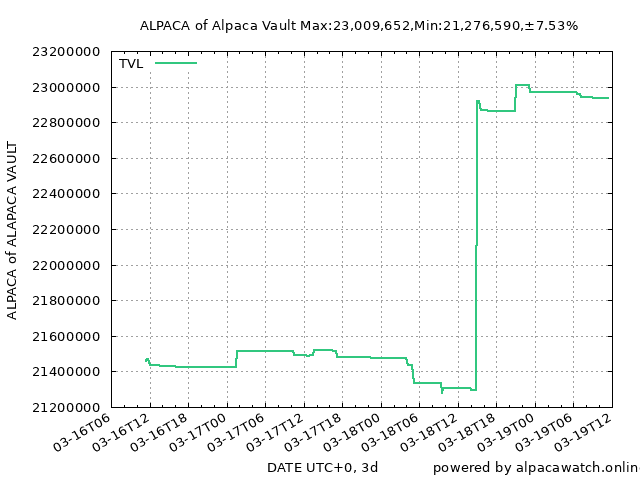 ALPACA of Alpaca Vault Max:23,009,652,Min:21,276,590,±7.53%
TVL
ALPACA of ALAPACA VAULT
23200000
23000000
22800000
22600000
22400000
22200000
22000000
21800000
21600000
21400000
21200000
03-16T06
03-16T12
03-16T18
03-17T00
03-17T06
03-17T12
03-17T18
03-18T00
03-18T06
03-18T12
03-18T18
03-19T00
03-19T06
03-19T12
DATE UTC+0, 3d
powered by alpacawatch.onlin